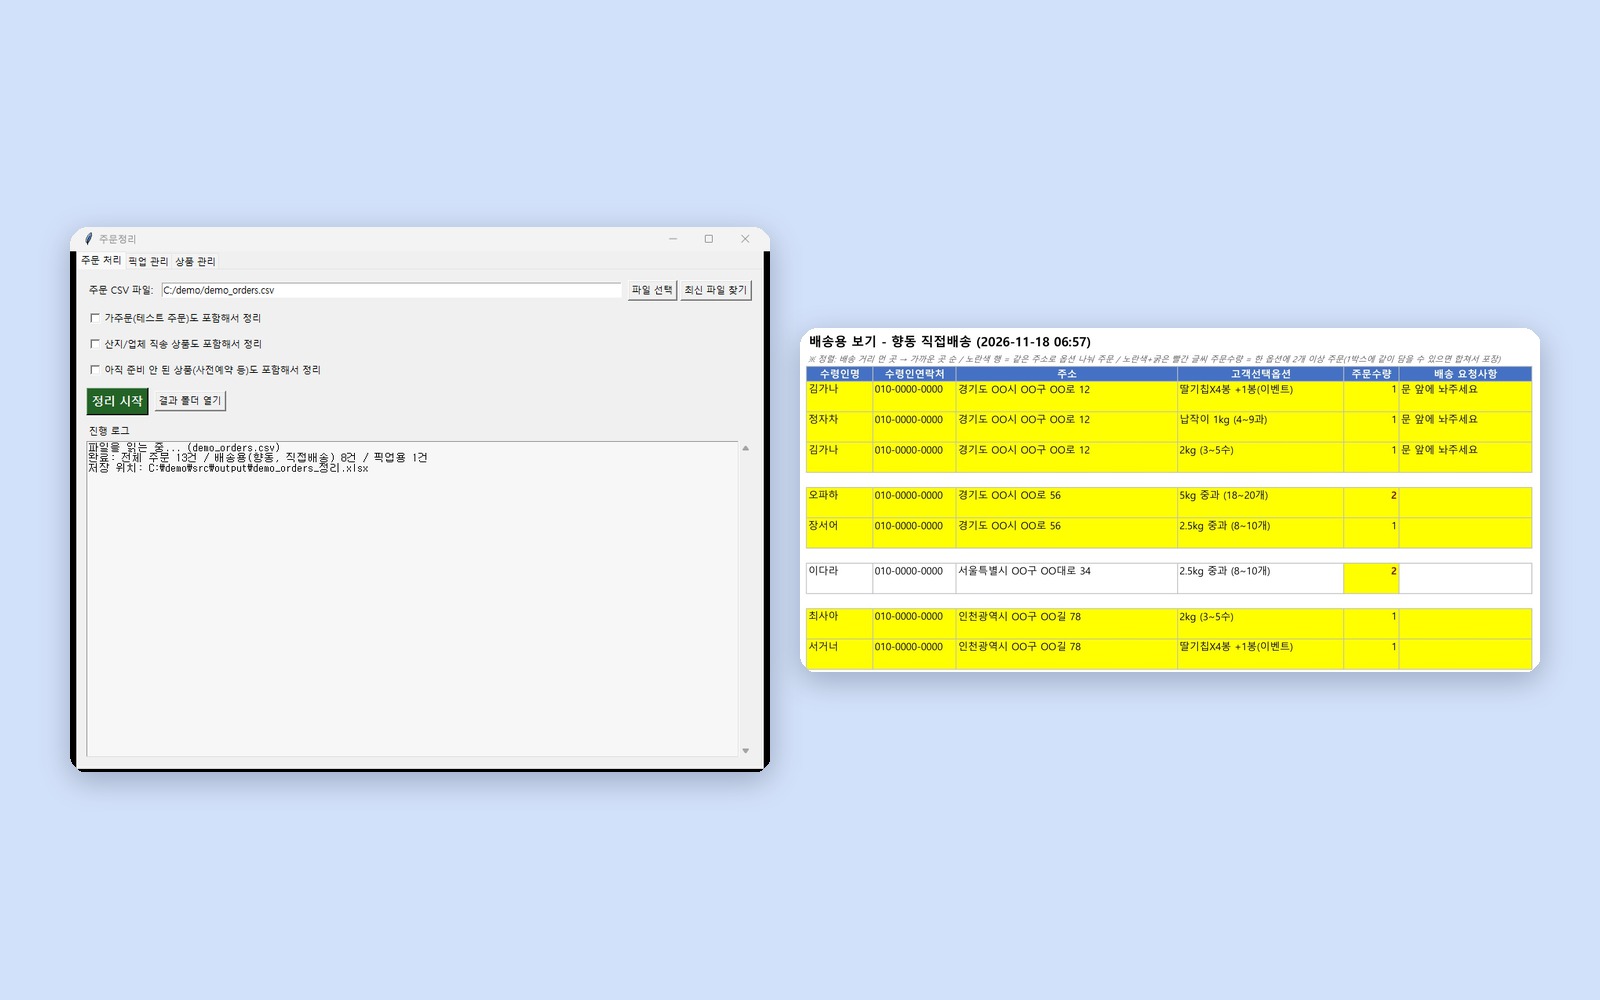 주문정리
주문 처리 픽업 관리 상품 관리
주문 CSV 파일: C:/demo/demo_orders.csv 파일 선택 최신 파일 찾기
가주문(테스트 주문)도 포함해서 정리
산지/업체 직송 상품도 포함해서 정리
아직 준비 안 된 상품(사전예약 등)도 포함해서 정리
정리 시작 결과 폴더 열기
진행 로그
파일을 읽는 중... (demo_orders.csv)
완료: 전체 주문 13건 / 배송용(향동, 직접배송) 8건 / 픽업용 1건
저장 위치: C:₩demo₩src₩output₩demo_orders_정리.xlsx
배송용 보기 - 향동 직접배송 (2026-11-18 06:57)
※ 정렬: 배송 거리 먼 곳 → 가까운 곳 순 / 노란색 행 = 같은 주소로 옵션 나눠 주문 / 노란색+굵은 빨간 글씨 주문수량 = 한 옵션에 2개 이상 주문(1박스에 같이 담을 수 있으면 합쳐서 포장)
수령인명 수령인연락처 주소 고객선택옵션 주문수량 배송 요청사항
김가나 010-0000-0000 경기도 OO시 OO구 OO로 12 딸기칩X4봉 +1봉(이벤트) 1 문 앞에 놔주세요
정자차 010-0000-0000 경기도 OO시 OO구 OO로 12 납작이 1kg (4~9과) 1 문 앞에 놔주세요
김가나 010-0000-0000 경기도 OO시 OO구 OO로 12 2kg (3~5수) 1 문 앞에 놔주세요
오파하 010-0000-0000 경기도 OO시 OO로 56 5kg 중과 (18~20개) 2
장서어 010-0000-0000 경기도 OO시 OO로 56 2.5kg 중과 (8~10개) 1
이다라 010-0000-0000 서울특별시 OO구 OO대로 34 2.5kg 중과 (8~10개) 2
최사아 010-0000-0000 인천광역시 OO구 OO길 78 2kg (3~5수) 1
서거너 010-0000-0000 인천광역시 OO구 OO길 78 딸기칩X4봉 +1봉(이벤트) 1